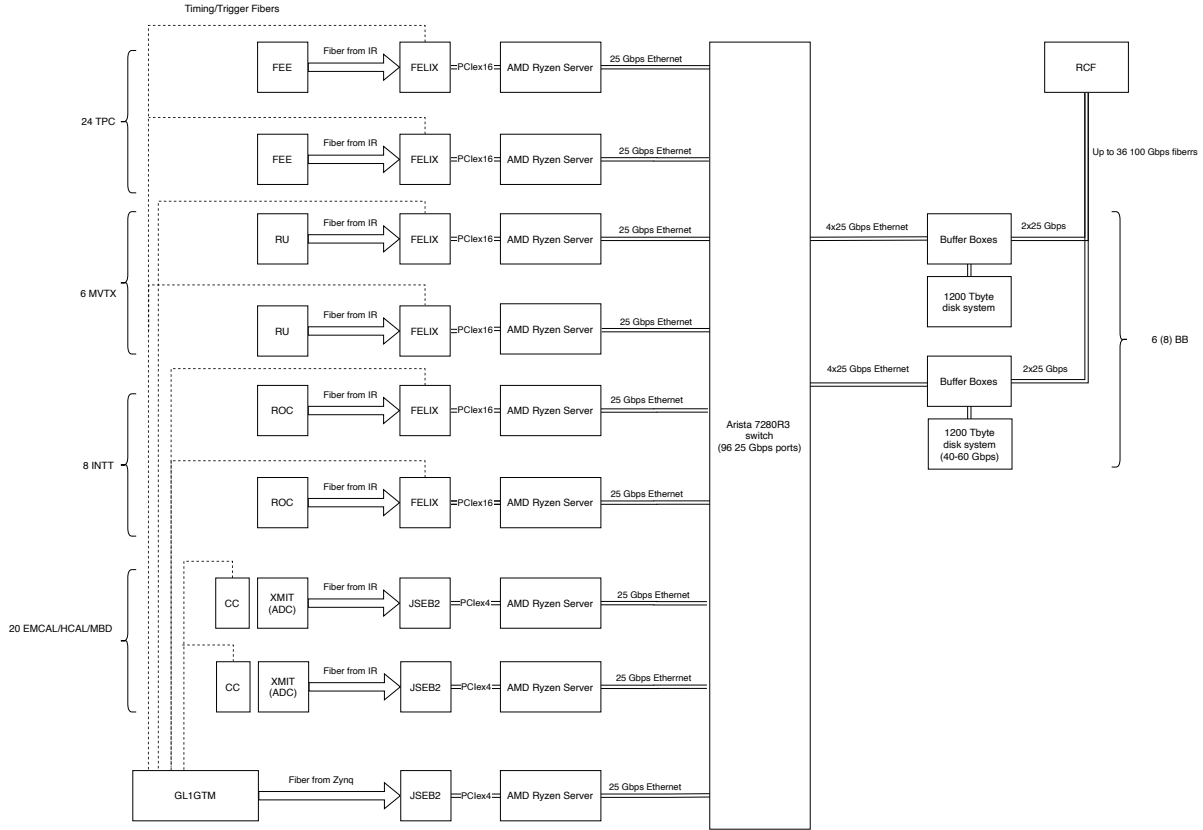 Timing/Trigger Fibers
FEE
Fiber from IR
FELIX
PCIex16
AMD Ryzen Server
25 Gbps Ethernet
RCF
24 TPC
FEE
Fiber from IR
FELIX
PCIex16
AMD Ryzen Server
25 Gbps Ethernet
Up to 36 100 Gbps fiberrs
RU
Fiber from IR
FELIX
PCIex16
AMD Ryzen Server
25 Gbps Ethernet
4x25 Gbps Ethernet
Buffer Boxes
2x25 Gbps
6 MVTX
1200 Tbyte
disk system
RU
Fiber from IR
FELIX
PCIex16
AMD Ryzen Server
25 Gbps Ethernet
6 (8) BB
4x25 Gbps Ethernet
Buffer Boxes
2x25 Gbps
ROC
Fiber from IR
FELIX
PCIex16
AMD Ryzen Server
25 Gbps Ethernet
Arista 7280R3
switch
(96 25 Gbps ports)
1200 Tbyte
disk system
(40-60 Gbps)
8 INTT
ROC
Fiber from IR
FELIX
PCIex16
AMD Ryzen Server
25 Gbps Ethernet
CC
XMIT
(ADC)
Fiber from IR
JSEB2
PCIex4
AMD Ryzen Server
25 Gbps Ethernet
20 EMCAL/HCAL/MBD
CC
XMIT
(ADC)
Fiber from IR
JSEB2
PCIex4
AMD Ryzen Server
25 Gbps Ethernet
GL1GTM
Fiber from Zynq
JSEB2
PCIex4
AMD Ryzen Server
25 Gbps Ethernet